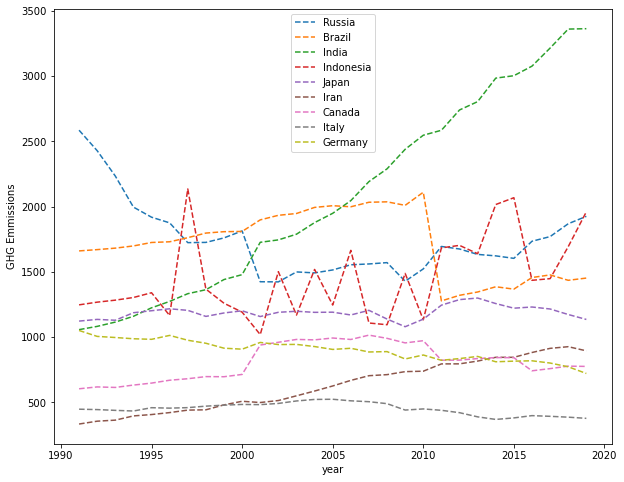 3500
3000
2500
2000
1500
1000
500
GHG Emmissions
Russia
Brazil
India
Indonesia
Japan
Iran
Canada
Italy
Germany
1990 1995 2000 2005 2010 2015 2020
year